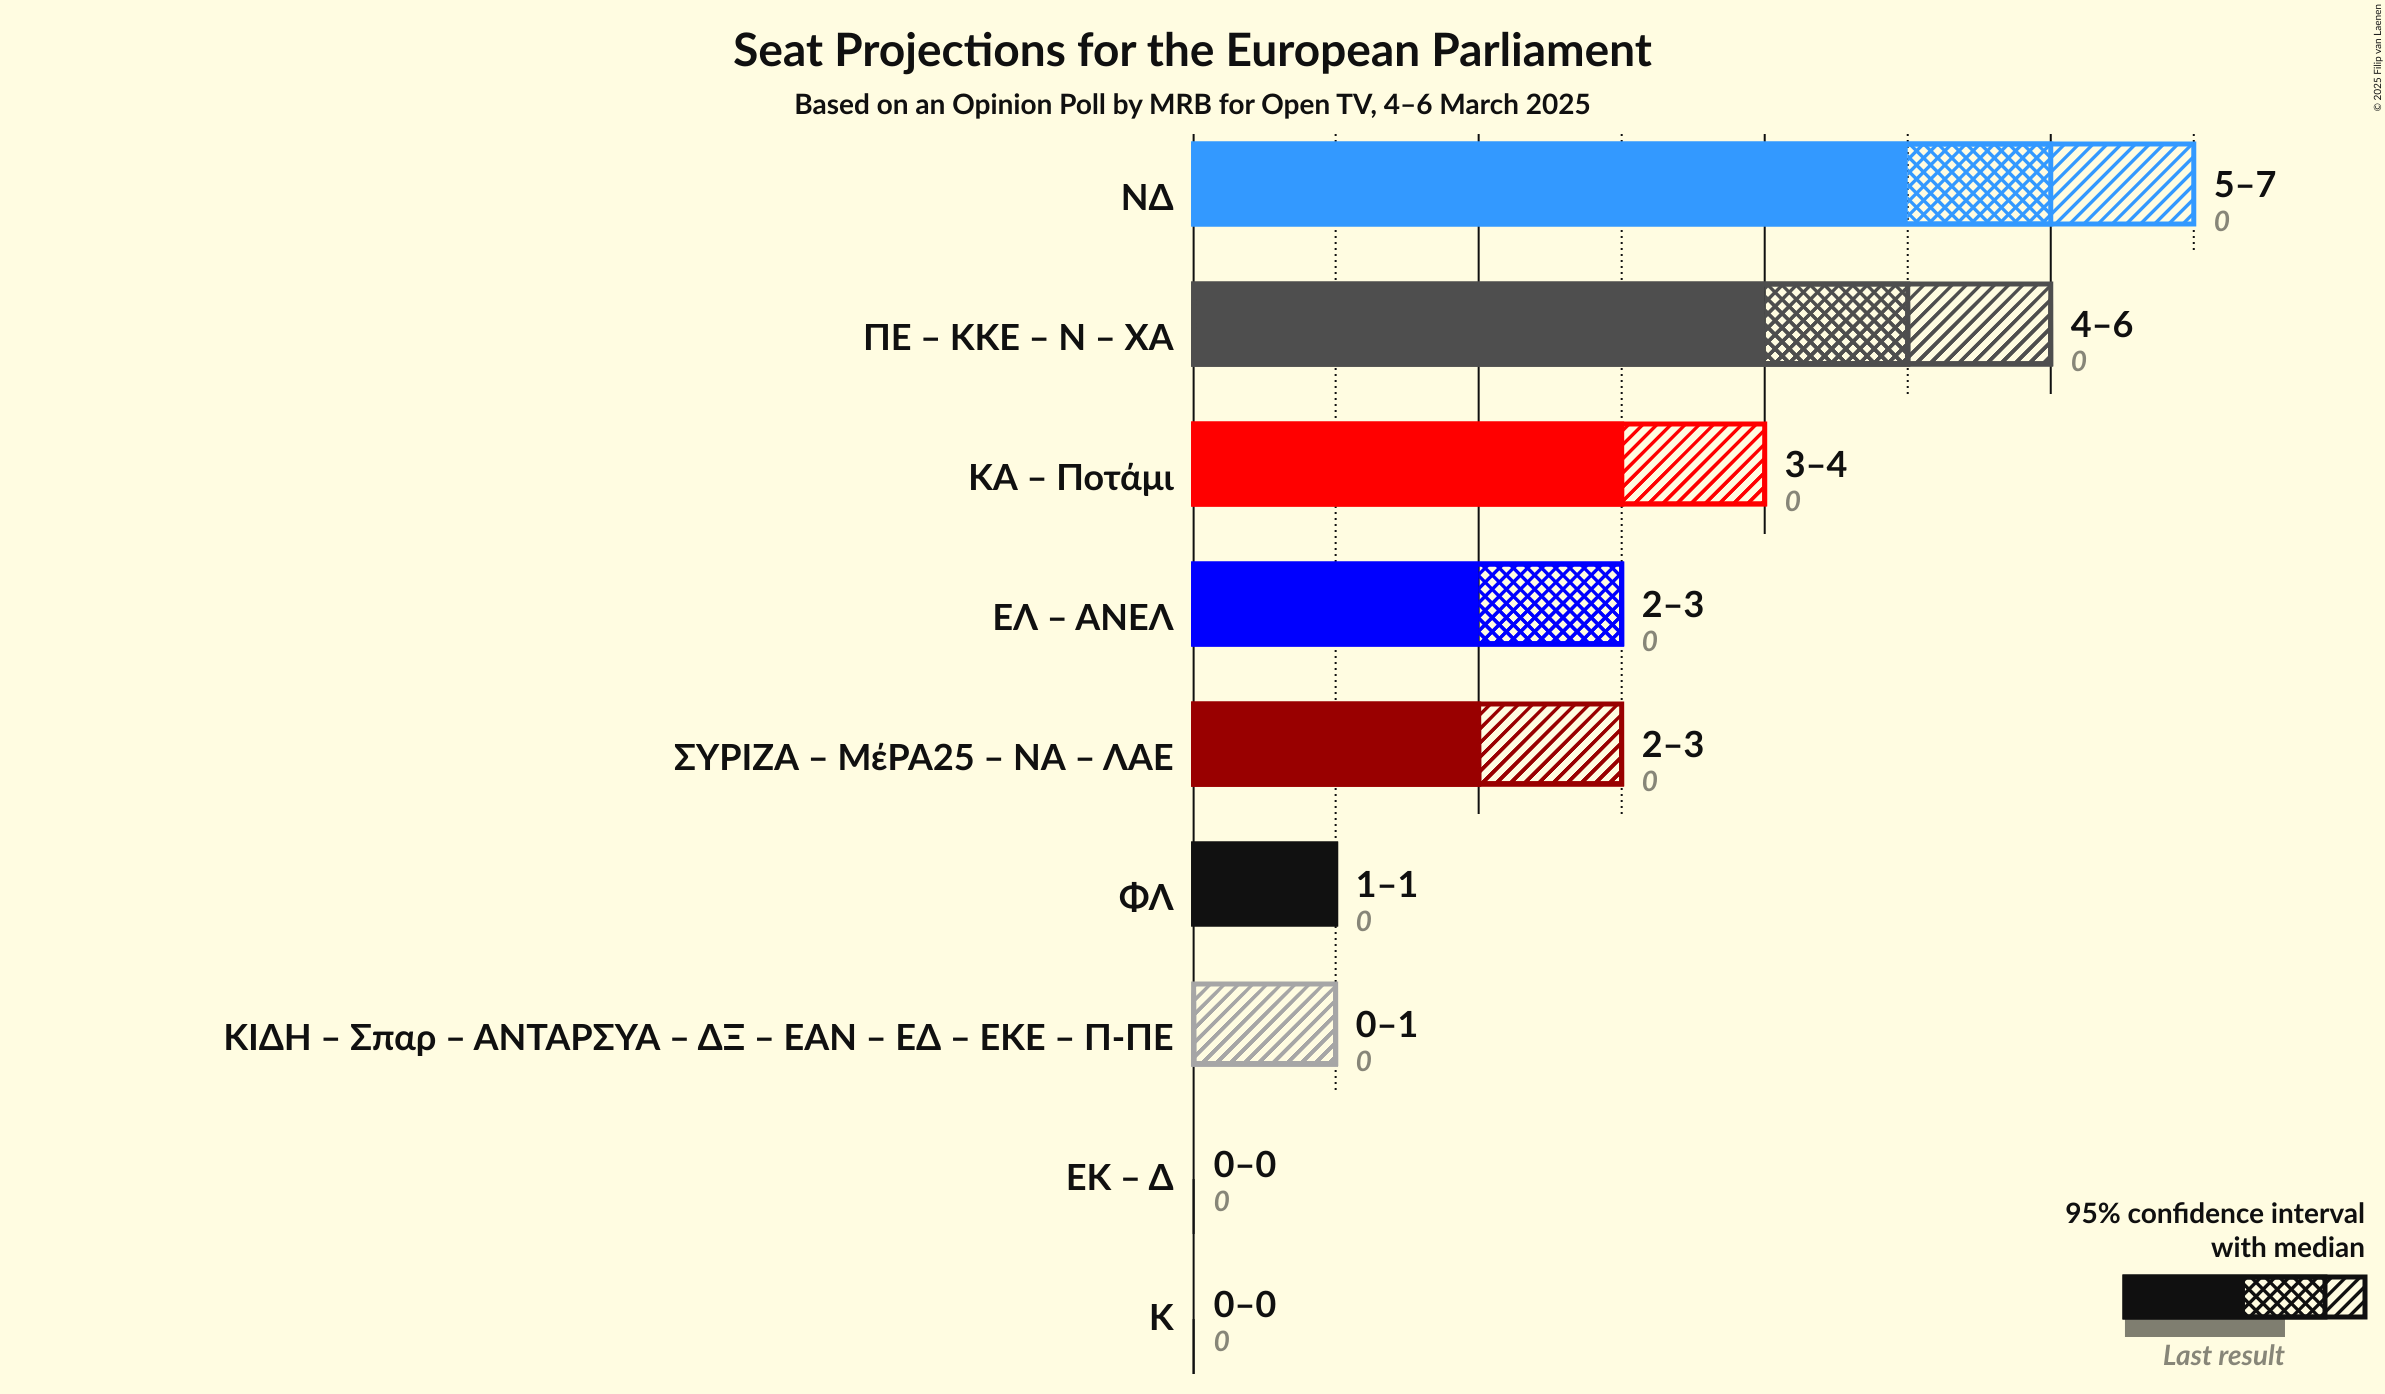 Seat Projections for the European Parliament
Based on an Opinion Poll by MRB for Open TV, 4–6 March 2025
© 2025 Filip van Laenen
ΝΔ
5–7
0
ΠΕ – ΚΚΕ – Ν – ΧΑ
4–6
0
ΚΑ – Ποτάμι
3–4
0
ΕΛ – ΑΝΕΛ
2–3
0
ΣΥΡΙΖΑ – ΜέΡΑ25 – ΝΑ – ΛΑΕ
2–3
0
ΦΛ
1–1
0
ΚΙΔΗ – Σπαρ – ΑΝΤΑΡΣΥΑ – ΔΞ – ΕΑΝ – ΕΔ – ΕΚΕ – Π-ΠΕ
0–1
0
ΕΚ – Δ
0–0
0
Κ
0–0
0
95% confidence interval
with median
Last result